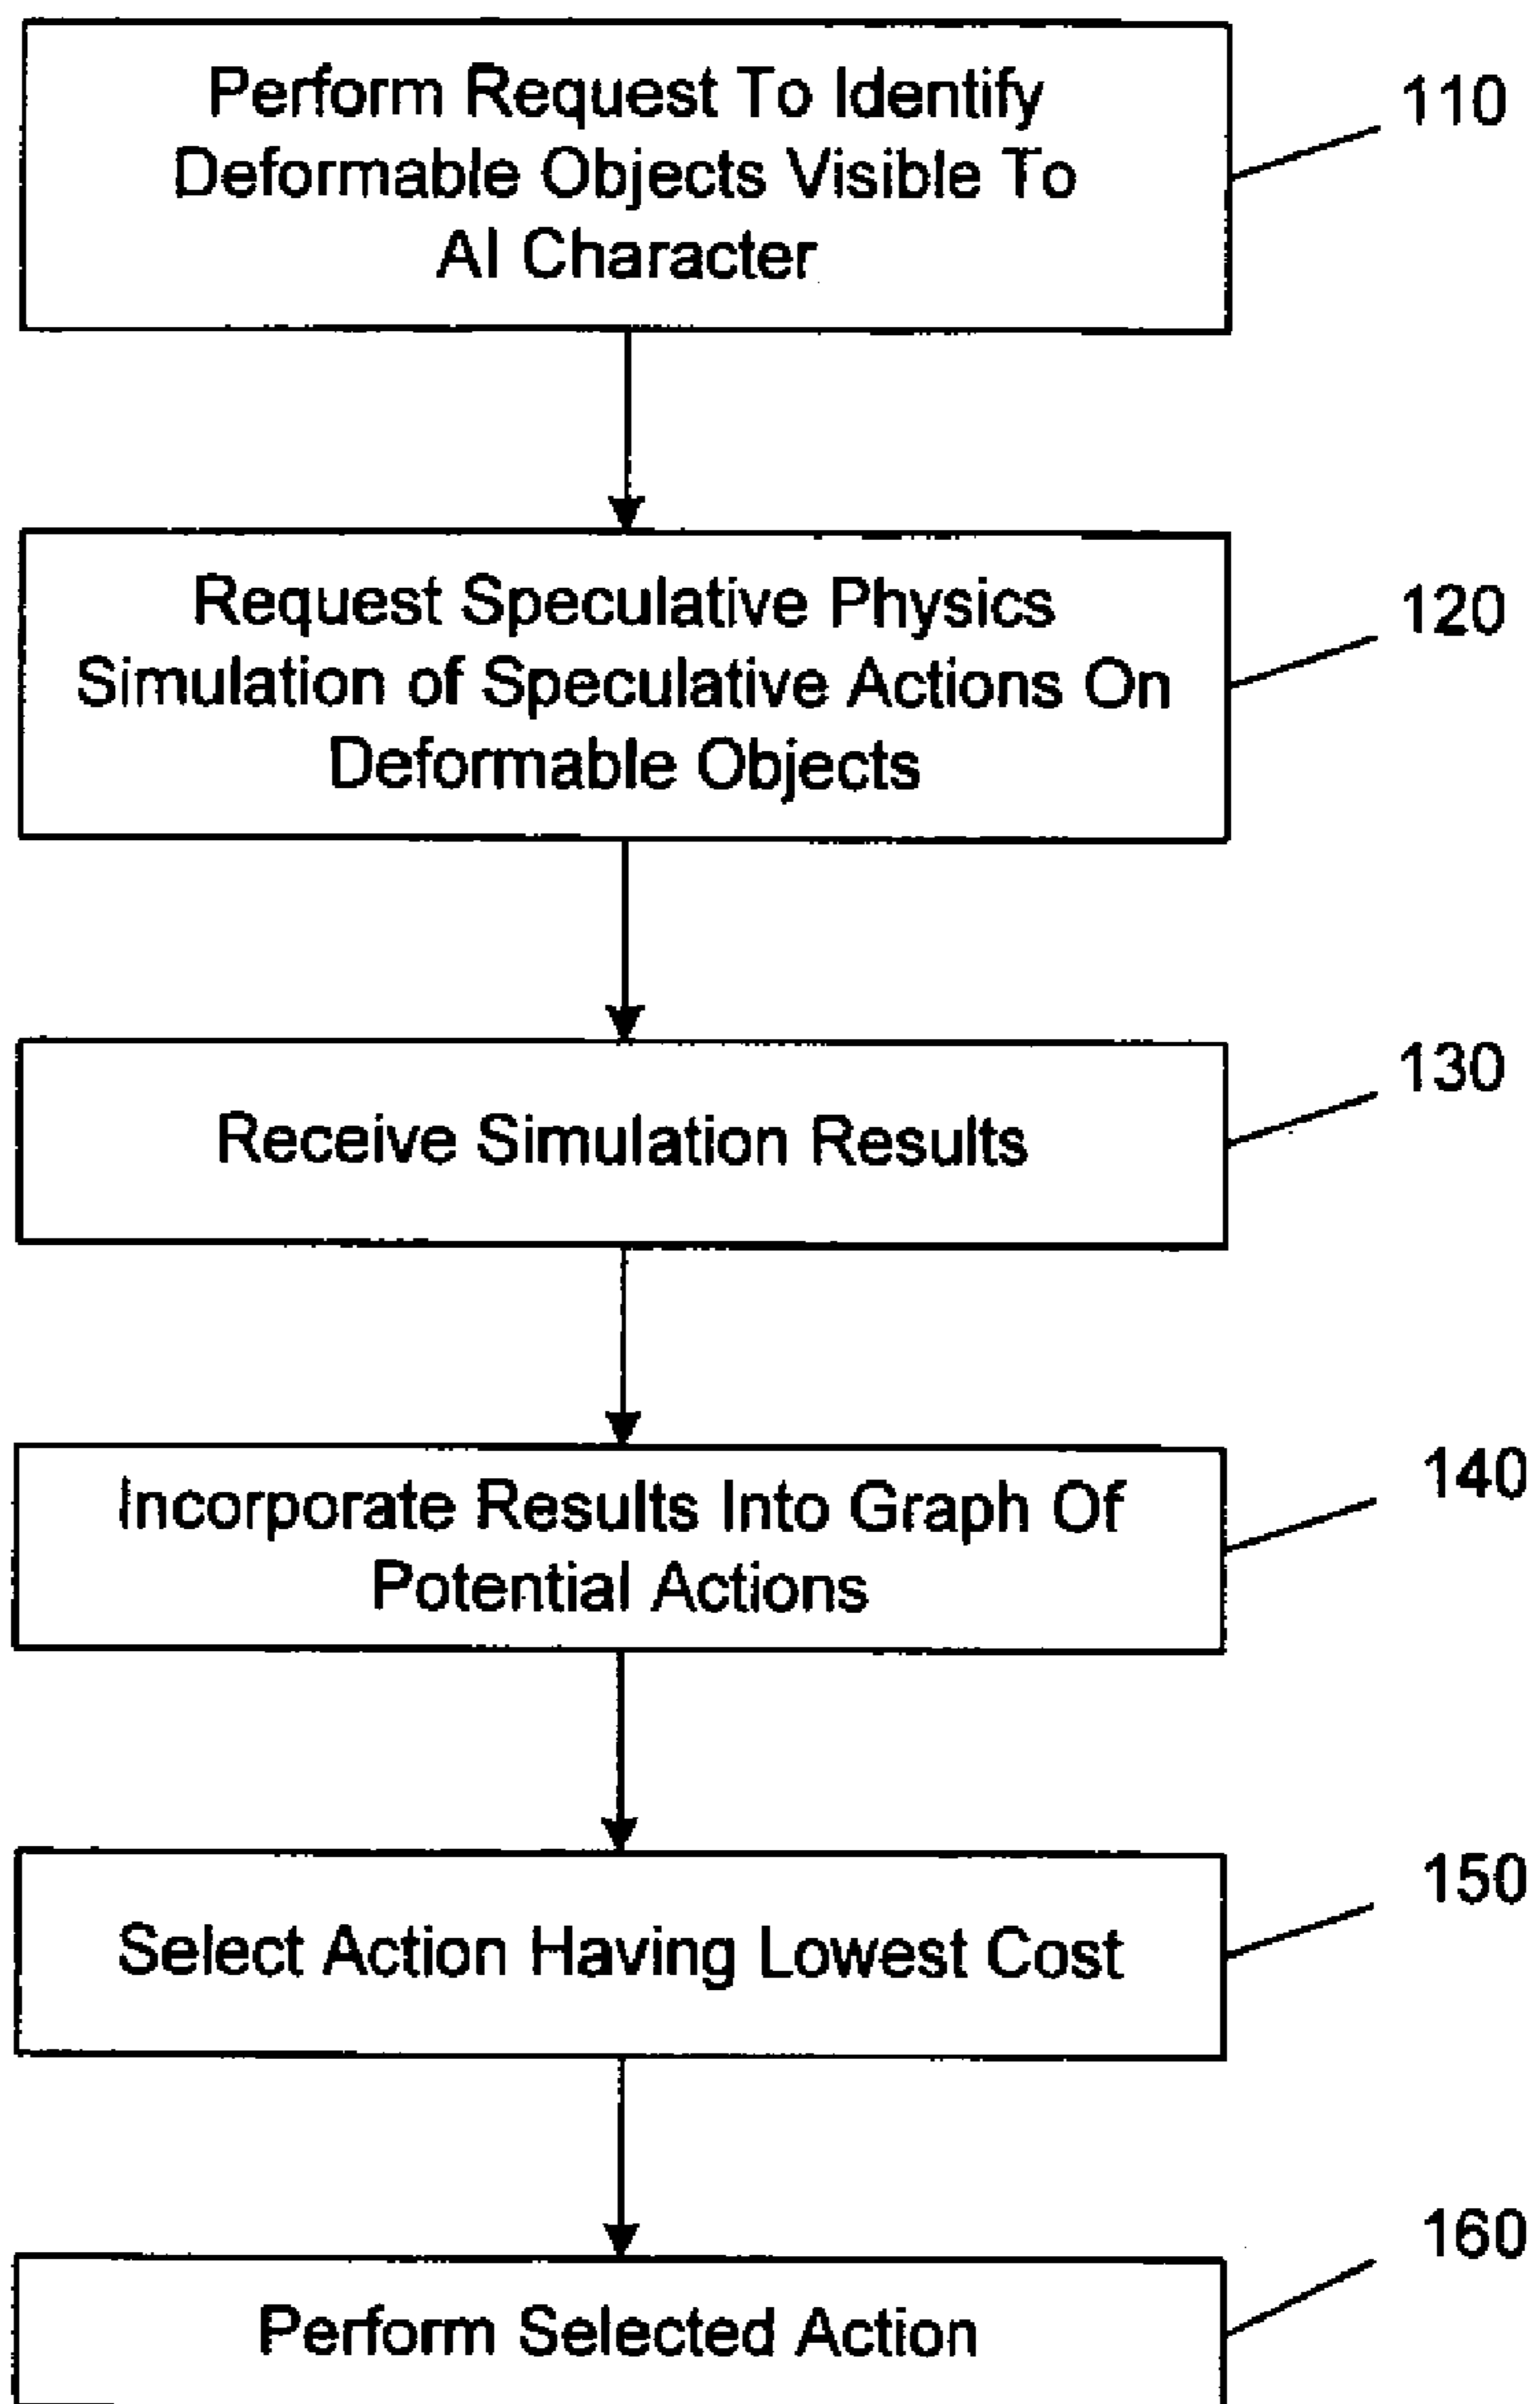 Perform Request To Identify
Deformable Objects Visible To
AI Character
110
Request Speculative Physics
Simulation of Speculative Actions On
Deformable Objects
120
Receive Simulation Results
130
Incorporate Results Into Graph Of
Potential Actions
140
Select Action Having Lowest Cost
150
Perform Selected Action
160